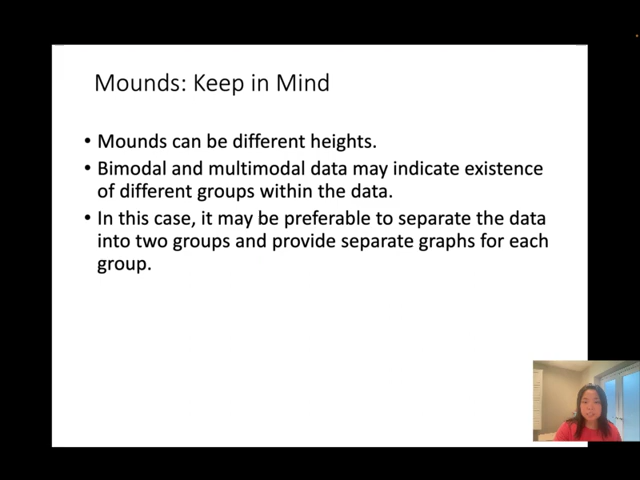 Mounds: Keep in Mind
• Mounds can be different heights.
• Bimodal and multimodal data may indicate existence
of different groups within the data.
• In this case, it may be preferable to separate the data
into two groups and provide separate graphs for each
group.